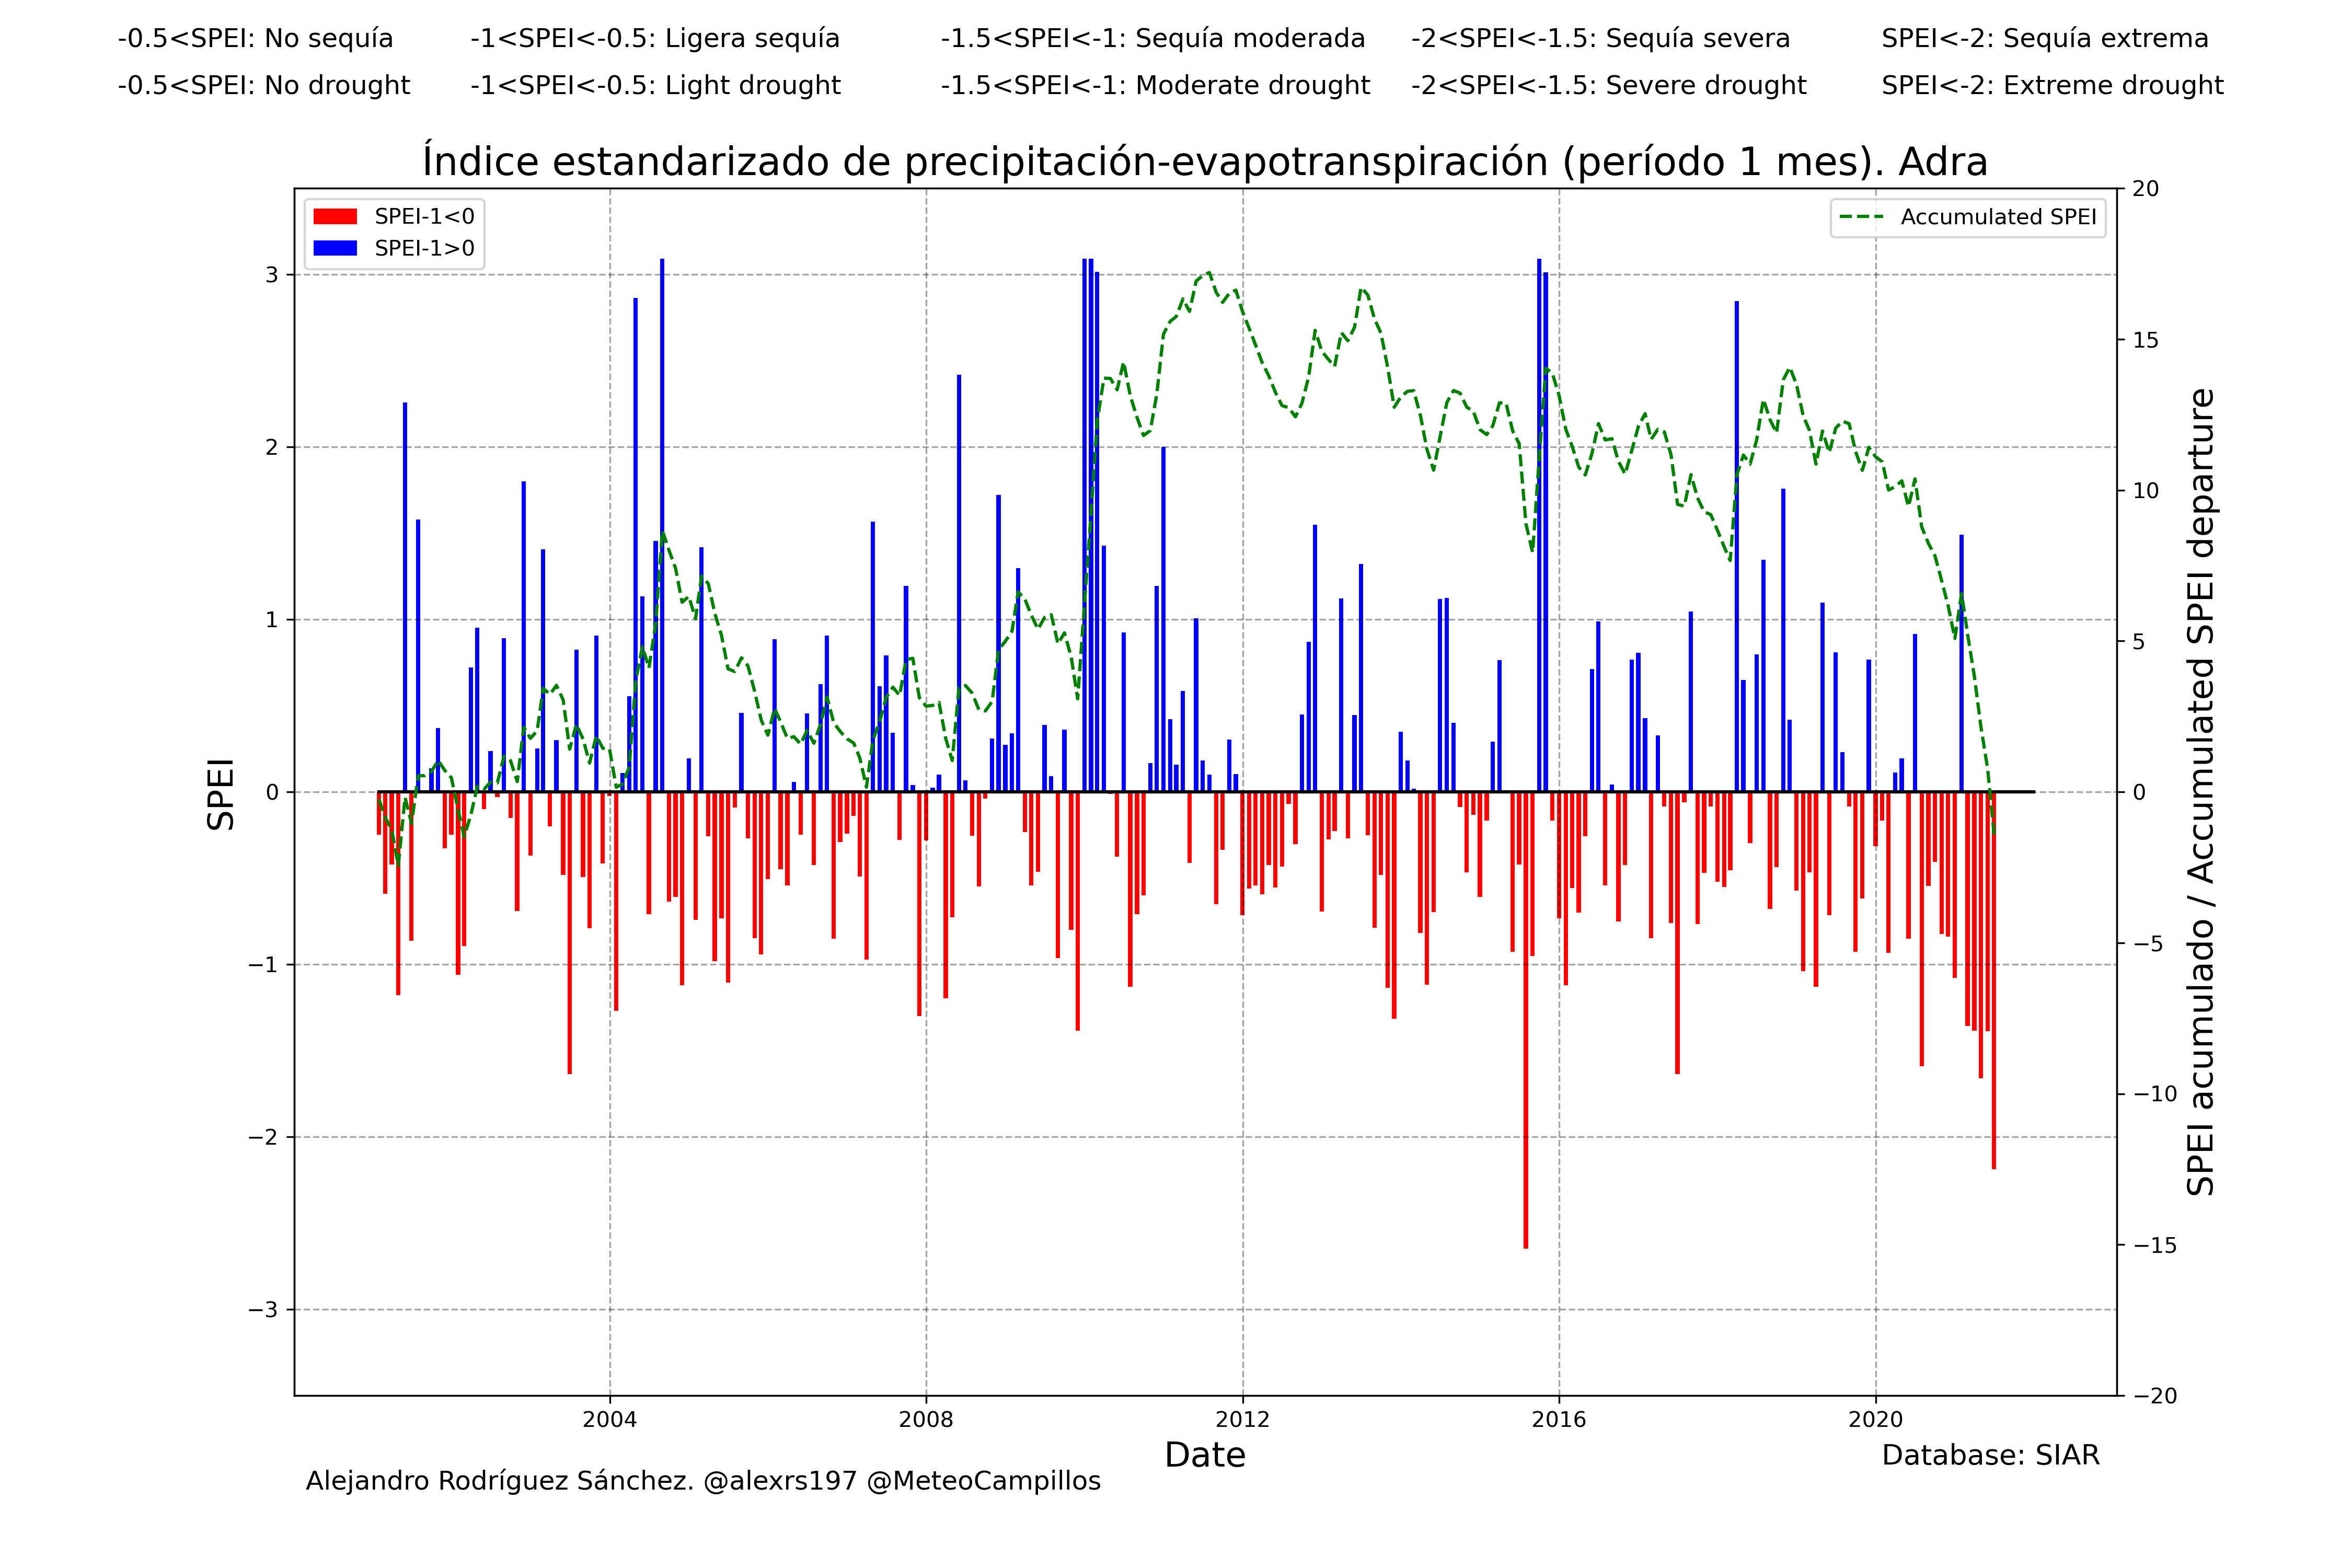 -0.5<SPEI: No sequía -1<SPEI<-0.5: Ligera sequía -1.5<SPEI<-1: Sequía moderada -2<SPEI<-1.5: Sequía severa SPEI<-2: Sequía extrema
-0.5<SPEI: No drought -1<SPEI<-0.5: Light drought -1.5<SPEI<-1: Moderate drought -2<SPEI<-1.5: Severe drought SPEI<-2: Extreme drought
Índice estandarizado de precipitación-evapotranspiración (período 1 mes). Adra
SPEI-1<0
SPEI-1>0
Accumulated SPEI
SPEI
3
2
1
0
−1
−2
−3
20
15
10
5
0
−5
−10
−15
−20
SPEI acumulado / Accumulated SPEI departure
2004 2008 2012 2016 2020
Date
Database: SIAR
Alejandro Rodríguez Sánchez. @alexrs197 @MeteoCampillos